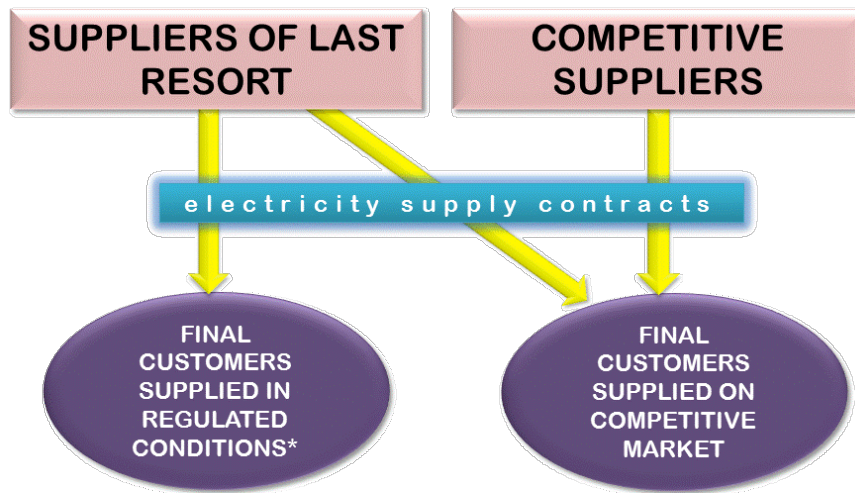 SUPPLIERS OF LAST
RESORT
COMPETITIVE
SUPPLIERS
electricity supply contracts
FINAL
CUSTOMERS
SUPPLIED IN
REGULATED
CONDITIONS*
FINAL
CUSTOMERS
SUPPLIED ON
COMPETITIVE
MARKET